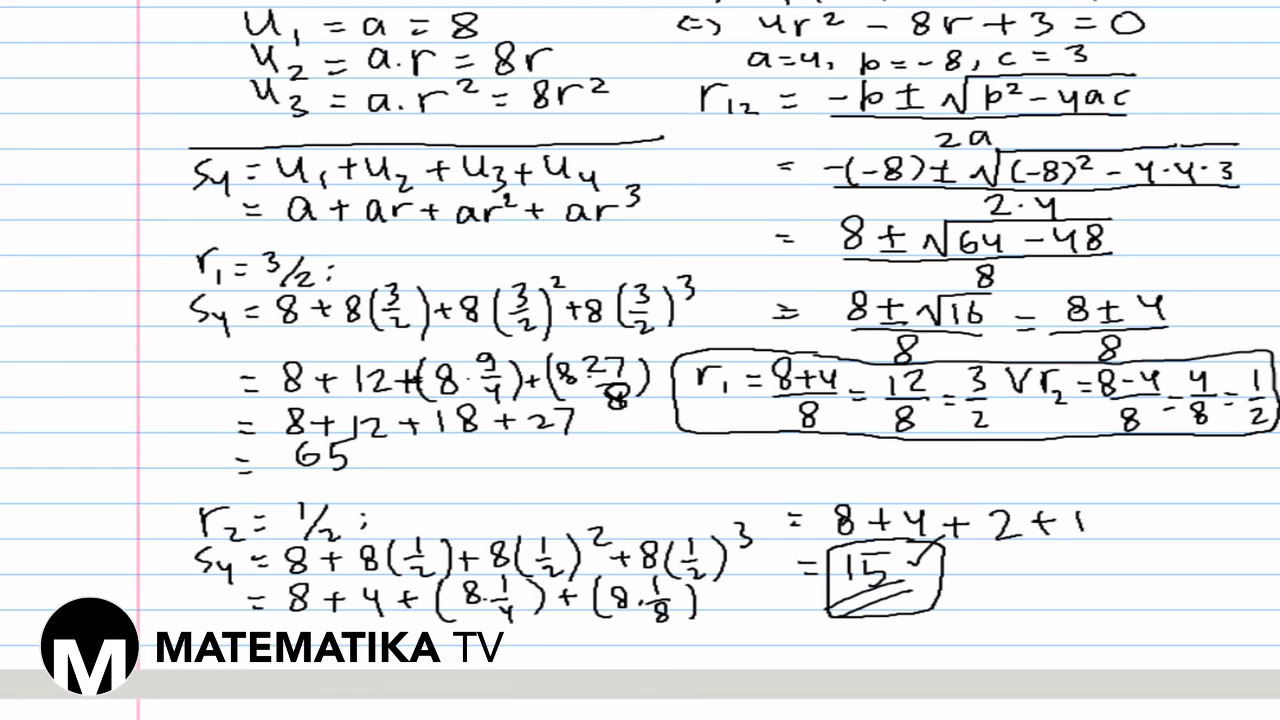 U₁ = a = 8
U₂ = a.r = 8r
U₃ = a.r² = 8r²
S₄ = U₁ + U₂ + U₃ + U₄
= a + ar + ar² + ar³
r₁ = 3/2 :
S₄ = 8 + 8(3/2) + 8(3/2)² + 8(3/2)³
= 8 + 12 + (8 · 9/4) + (8 · 27/8)
= 8 + 12 + 18 + 27
= 65
r₂ = 1/2 :
S₄ = 8 + 8(1/2) + 8(1/2)² + 8(1/2)³
= 8 + 4 + (8 · 1/4) + (8 · 1/8)
⇔ 4r² - 8r + 3 = 0
a = 4, b = -8, c = 3
r₁₂ = (-b ± √(b² - 4ac))/2a
= (-(-8) ± √((-8)² - 4·4·3))/2·4
= (8 ± √(64 - 48))/8
= (8 ± √16)/8 = (8 ± 4)/8
r₁ = (8+4)/8 = 12/8 = 3/2 V r₂ = (8-4)/8 = 4/8 = 1/2
= 8 + 4 + 2 + 1
= 15 ✓
M MATEMATIKA TV